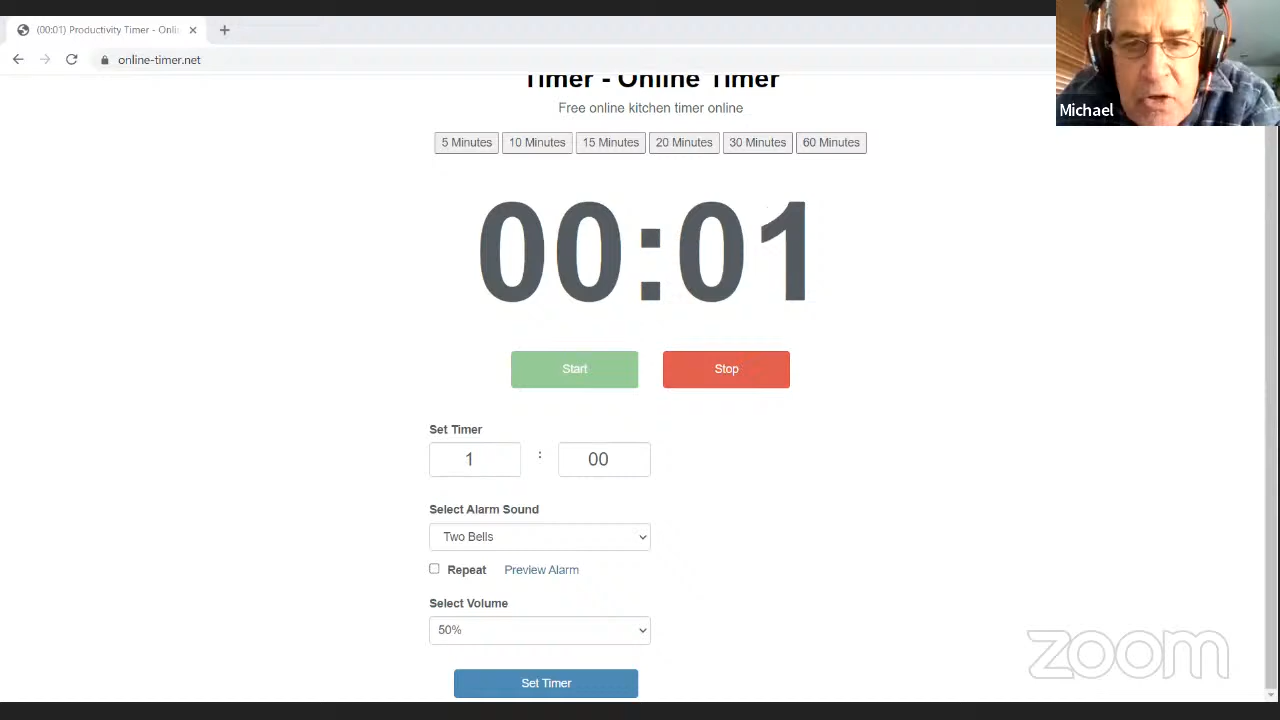 (00:01) Productivity Timer - Onli
online-timer.net
Timer - Online Timer
Free online kitchen timer online
5 Minutes 10 Minutes 15 Minutes 20 Minutes 30 Minutes 60 Minutes
00:01
Start Stop
Set Timer
1 : 00
Select Alarm Sound
Two Bells
Repeat Preview Alarm
Select Volume
50%
Set Timer
Michael
zoom